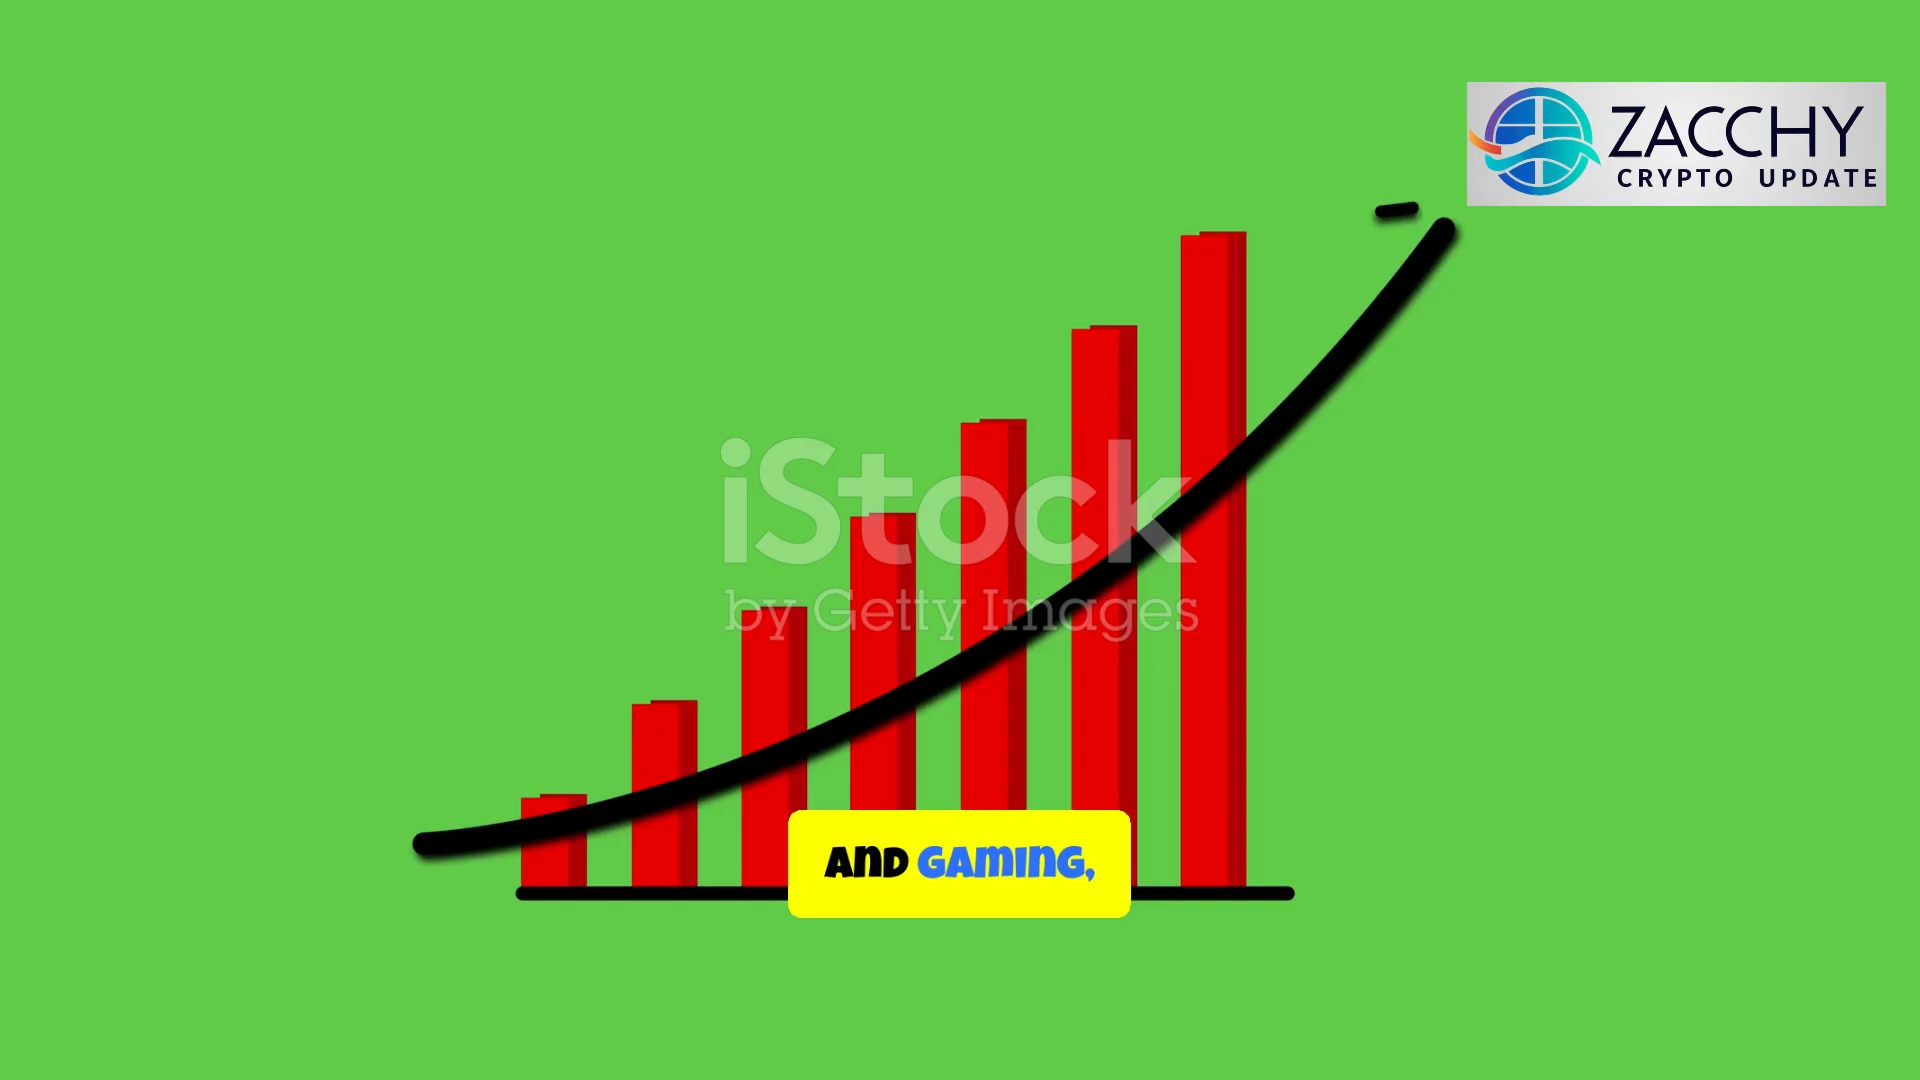 ZACCHY
CRYPTO UPDATE
iStock
by Getty Images
AND GAMING,